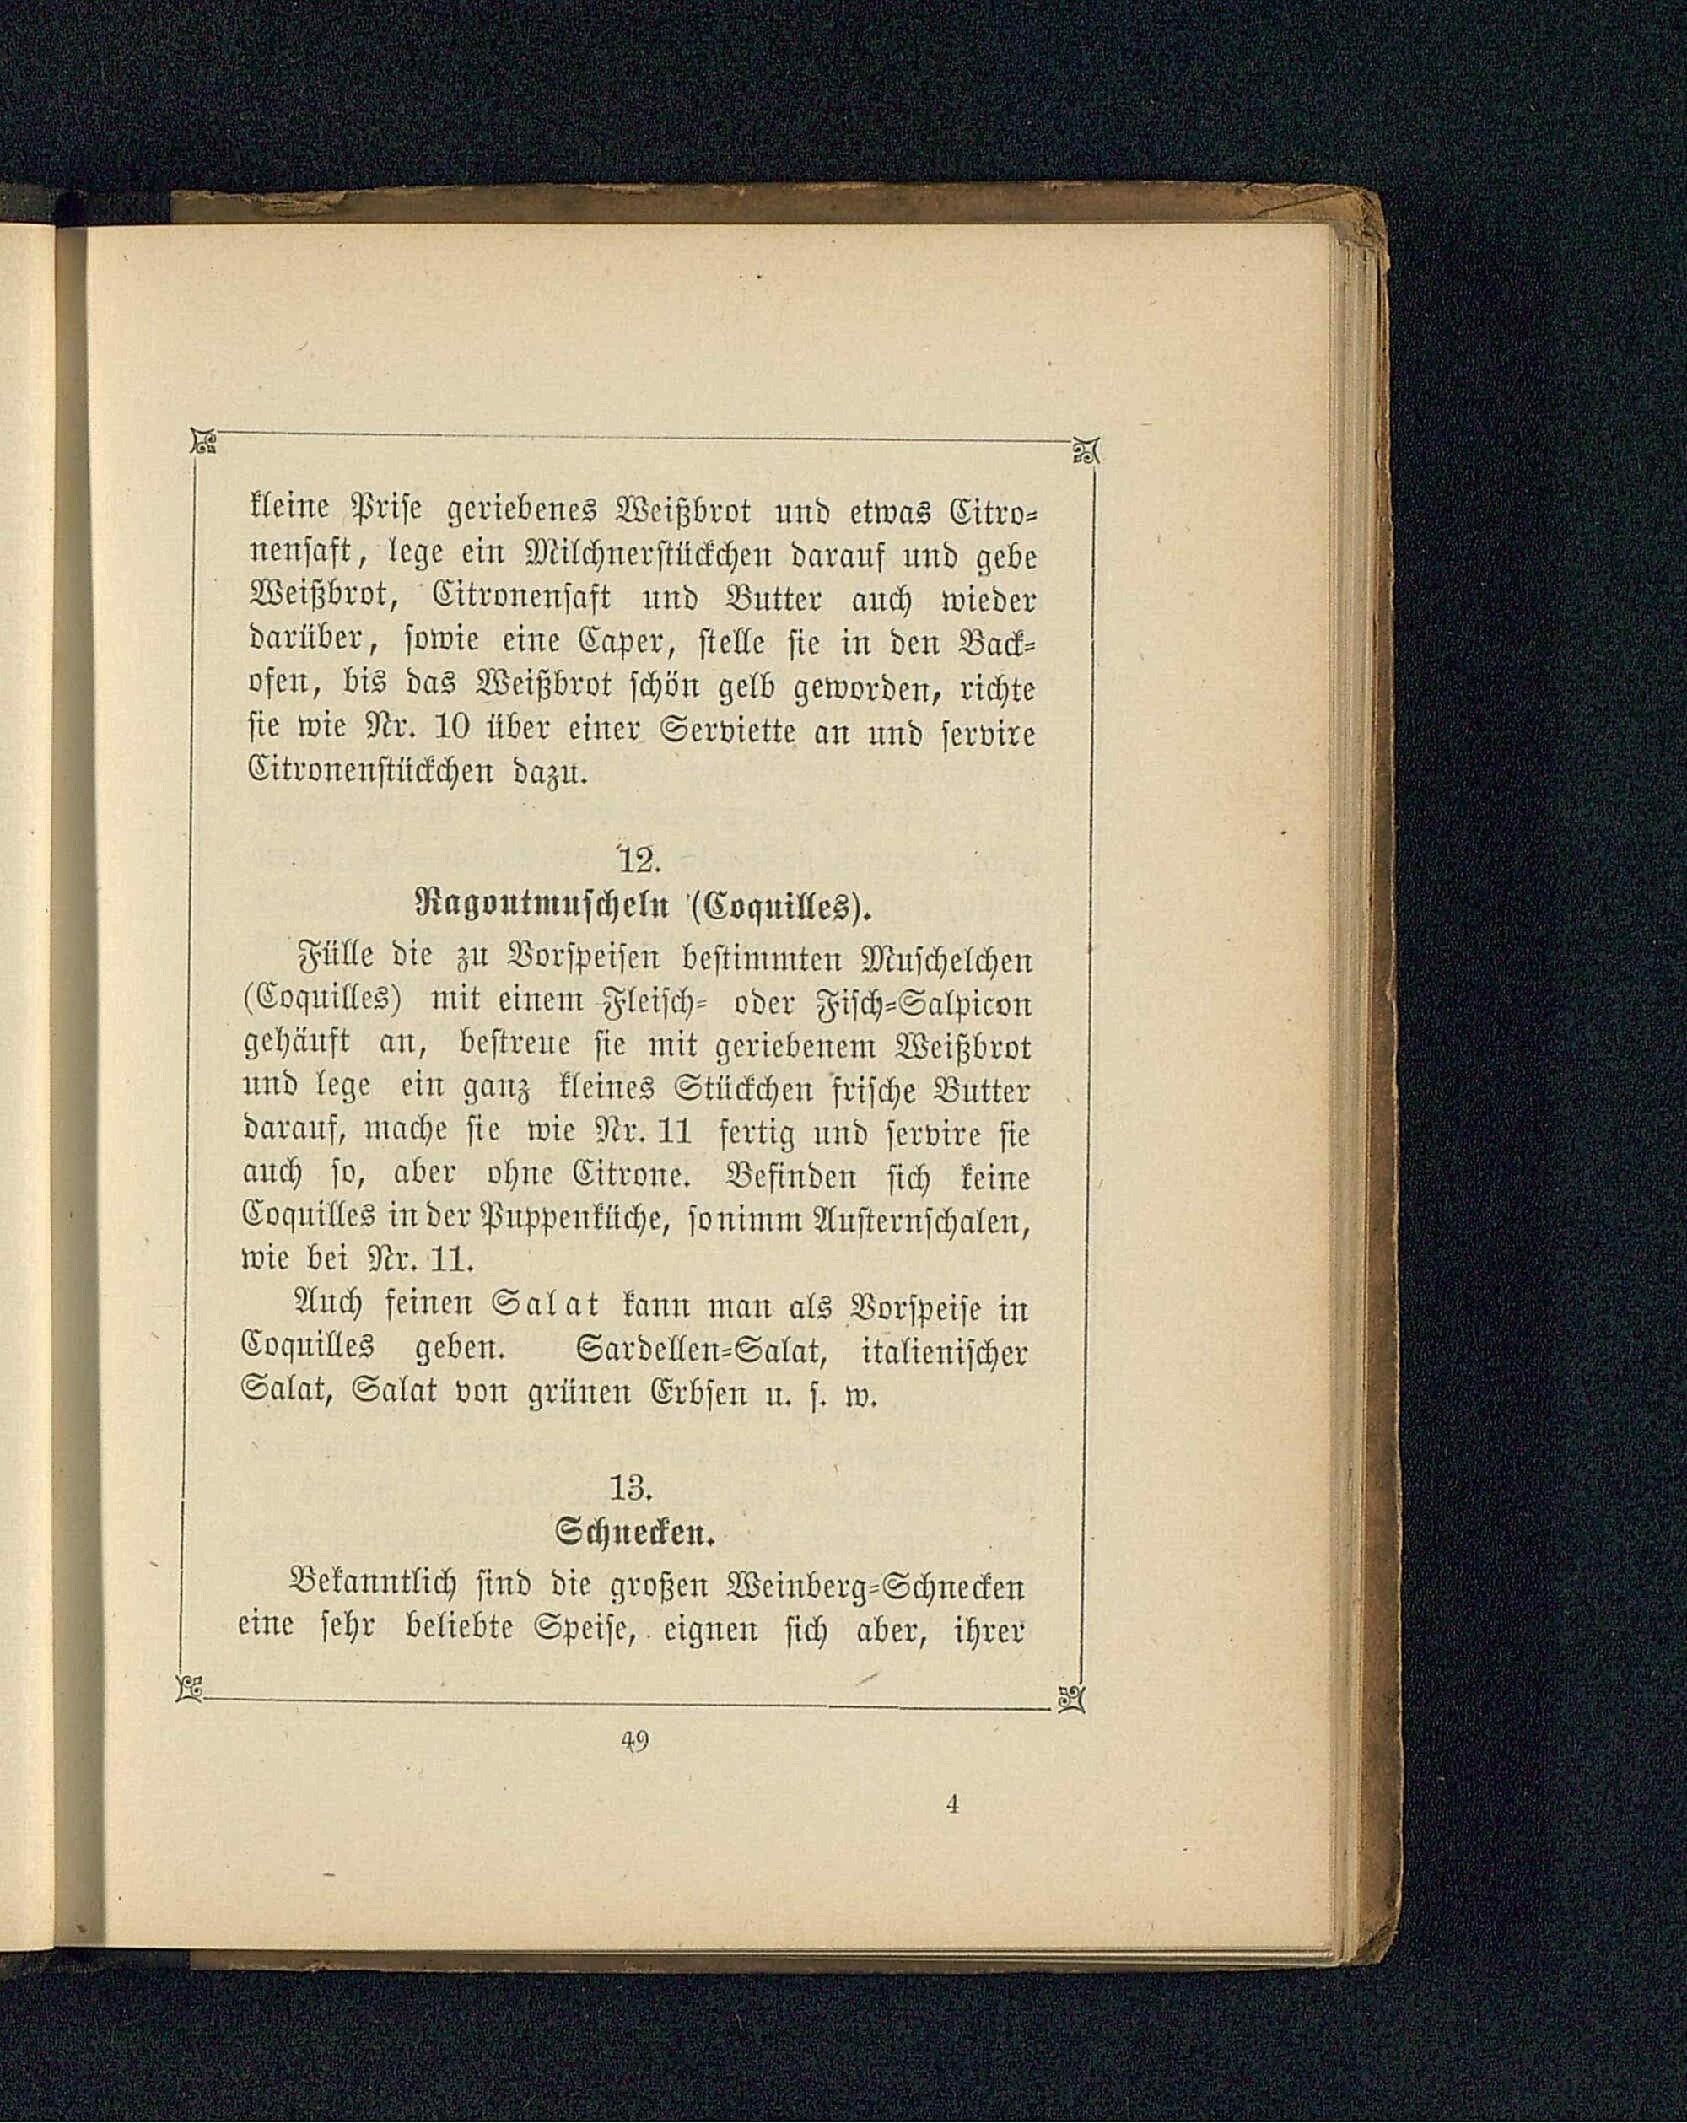 kleine Prise geriebenes Weißbrot und etwas Citro-
nensaft, lege ein Milchnerstückchen darauf und gebe
Weißbrot, Citronensaft und Butter auch wieder
darüber, sowie eine Caper, stelle sie in den Back-
ofen, bis das Weißbrot schön gelb geworden, richte
sie wie Nr. 10 über einer Serviette an und servire
Citronenstückchen dazu.
12.
Ragoutmuscheln (Coquilles).
Fülle die zu Vorspeisen bestimmten Muschelchen
(Coquilles) mit einem Fleisch- oder Fisch-Salpicon
gehäuft an, bestreue sie mit geriebenem Weißbrot
und lege ein ganz kleines Stückchen frische Butter
darauf, mache sie wie Nr. 11 fertig und servire sie
auch so, aber ohne Citrone. Befinden sich keine
Coquilles in der Puppenküche, so nimm Austernschalen,
wie bei Nr. 11.
Auch feinen Salat kann man als Vorspeise in
Coquilles geben. Sardellen-Salat, italienischer
Salat, Salat von grünen Erbsen u. s. w.
13.
Schnecken.
Bekanntlich sind die großen Weinberg-Schnecken
eine sehr beliebte Speise, eignen sich aber, ihrer
49
4